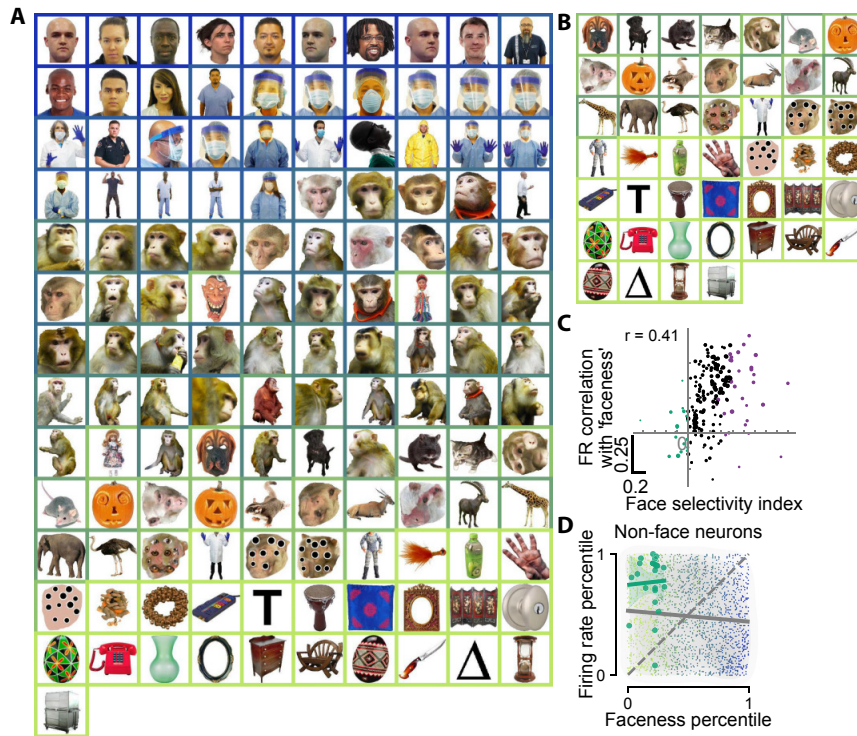 A
B
T
T
Δ
Δ
C
r = 0.41
FR correlation
with 'faceness'
0
0.25
0.2
Face selectivity index
D
Non-face neurons
Firing rate percentile
1
0
0
1
Faceness percentile